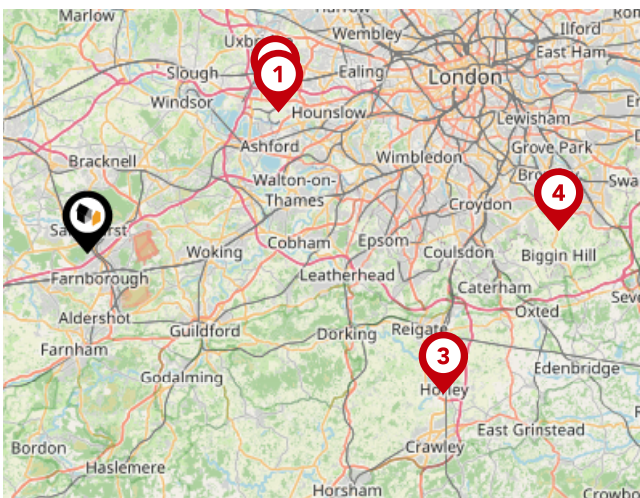 Marlow
Harrow
Ilford
Wembley
Uxbridge
East Ham
Slough
1
Ealing
London
Windsor
Hounslow
Lewisham
Ashford
Grove Park
Bracknell
Wimbledon
Walton-on-
Thames
4
Croydon
Cobham
Epsom
Woking
Coulsdon
Biggin Hill
Farnborough
Leatherhead
Caterham
Oxted
Aldershot
Guildford
Dorking
Reigate
Farnham
3
Edenbridge
Godalming
Horley
East Grinstead
Bordon
Crawley
Haslemere
Horsham